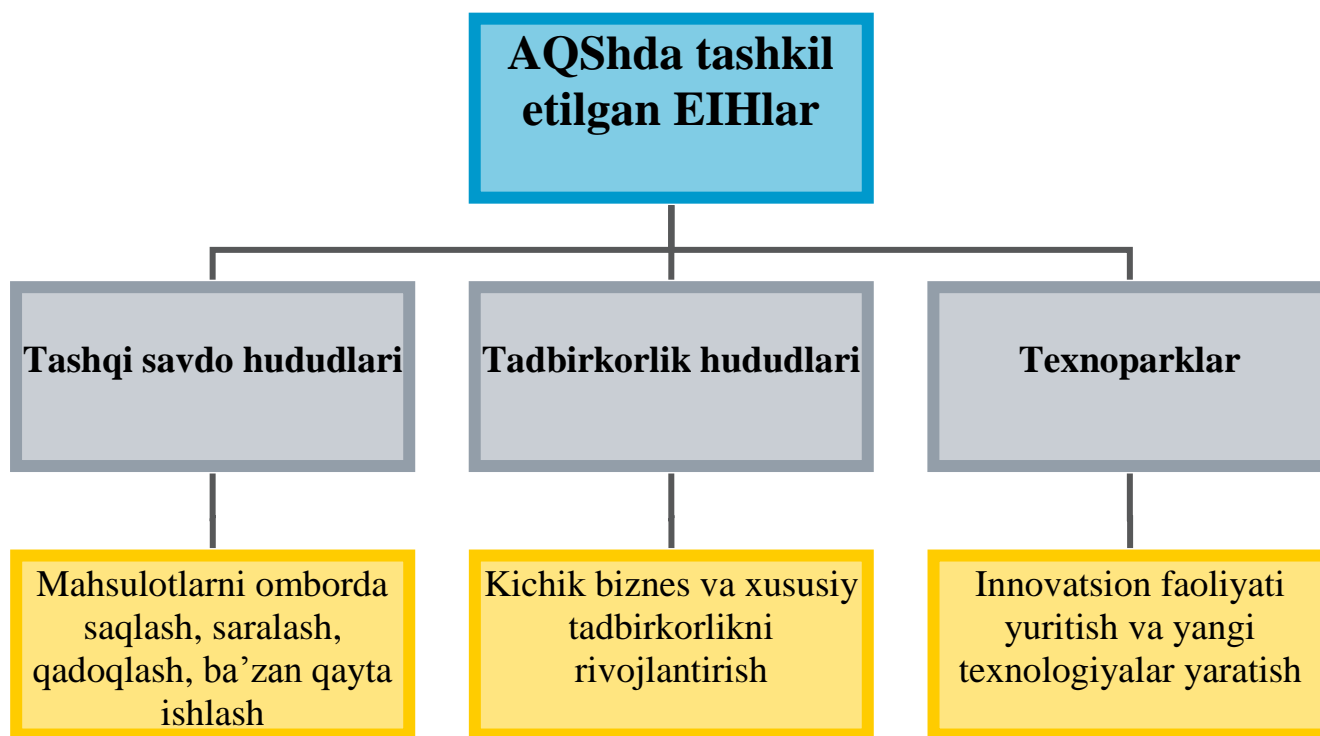 AQShda tashkil
etilgan EIHlar
Tashqi savdo hududlari
Tadbirkorlik hududlari
Texnoparklar
Mahsulotlarni omborda
saqlash, saralash,
qadoqlash, ba’zan qayta
ishlash
Kichik biznes va xususiy
tadbirkorlikni
rivojlantirish
Innovatsion faoliyati
yuritish va yangi
texnologiyalar yaratish